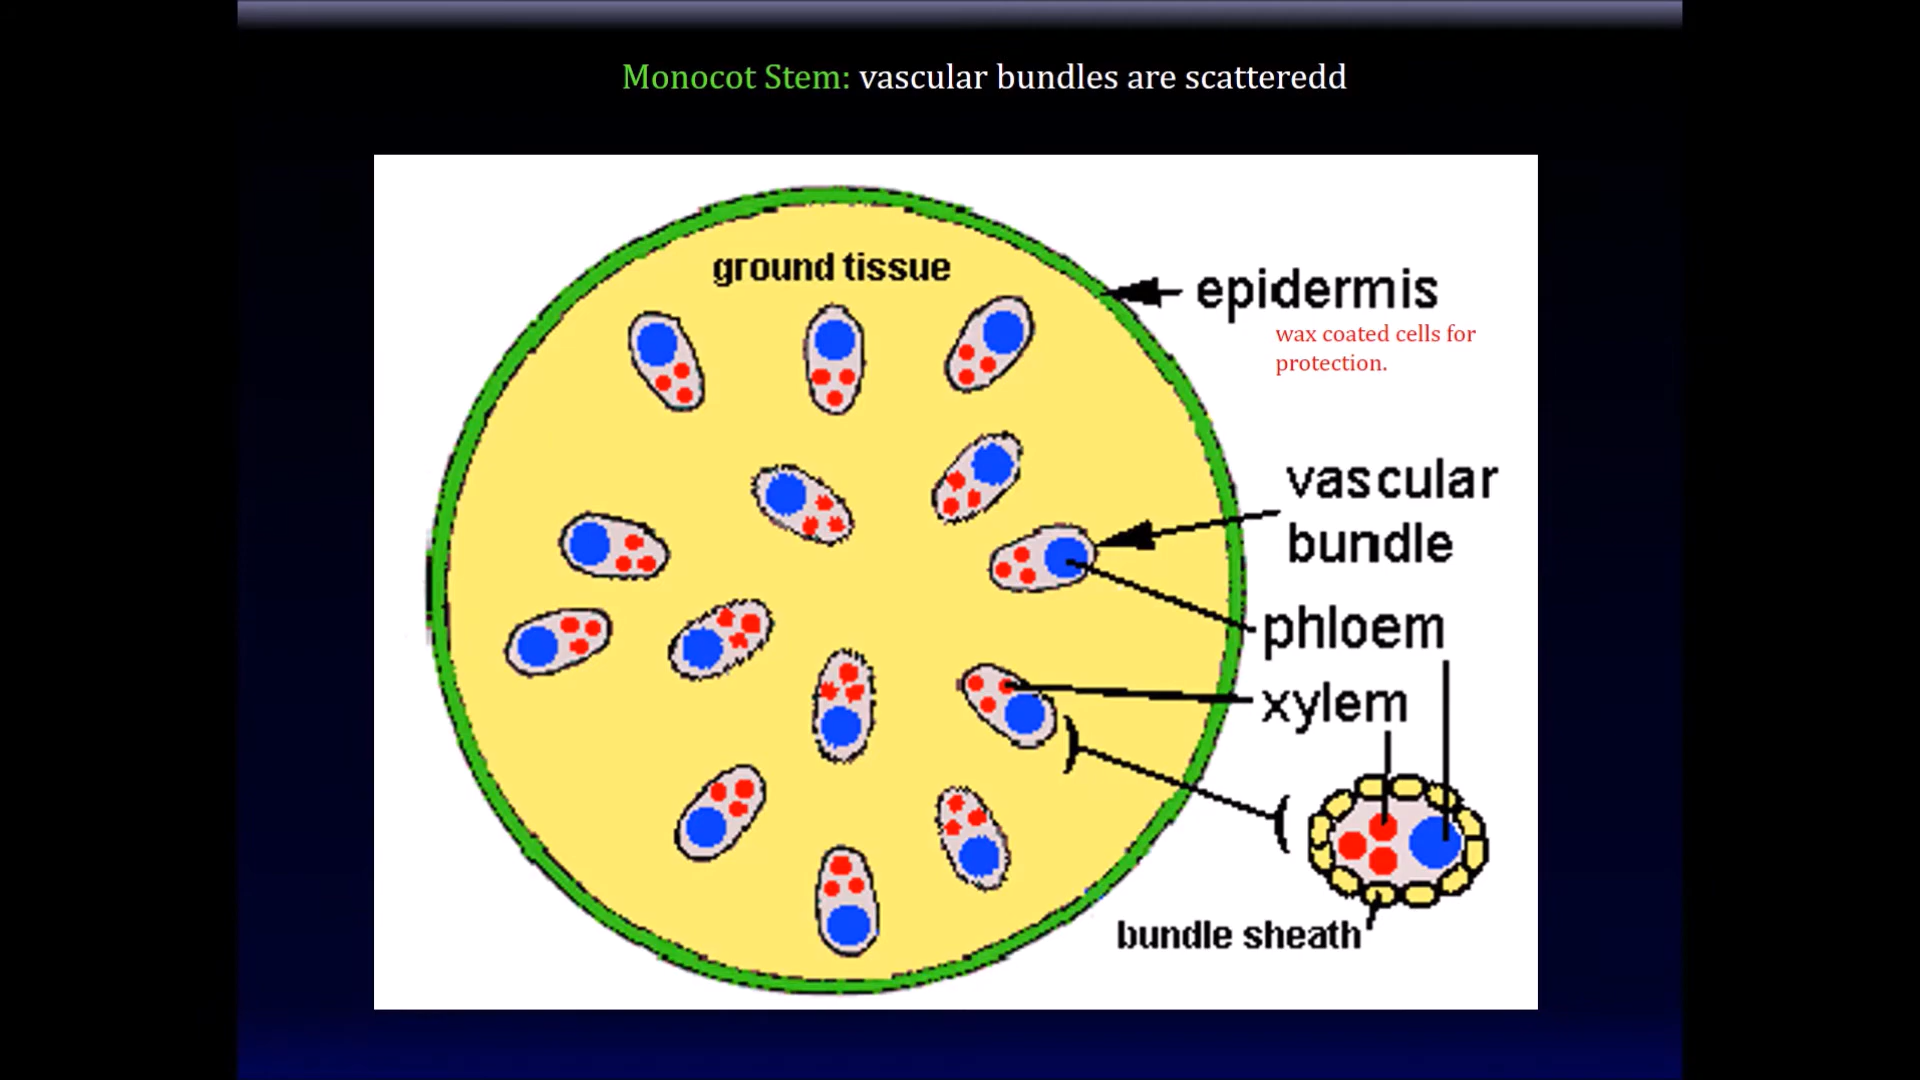 Monocot Stem: vascular bundles are scatteredd
ground tissue
epidermis
wax coated cells for
protection.
vascular
bundle
phloem
xylem
bundle sheath